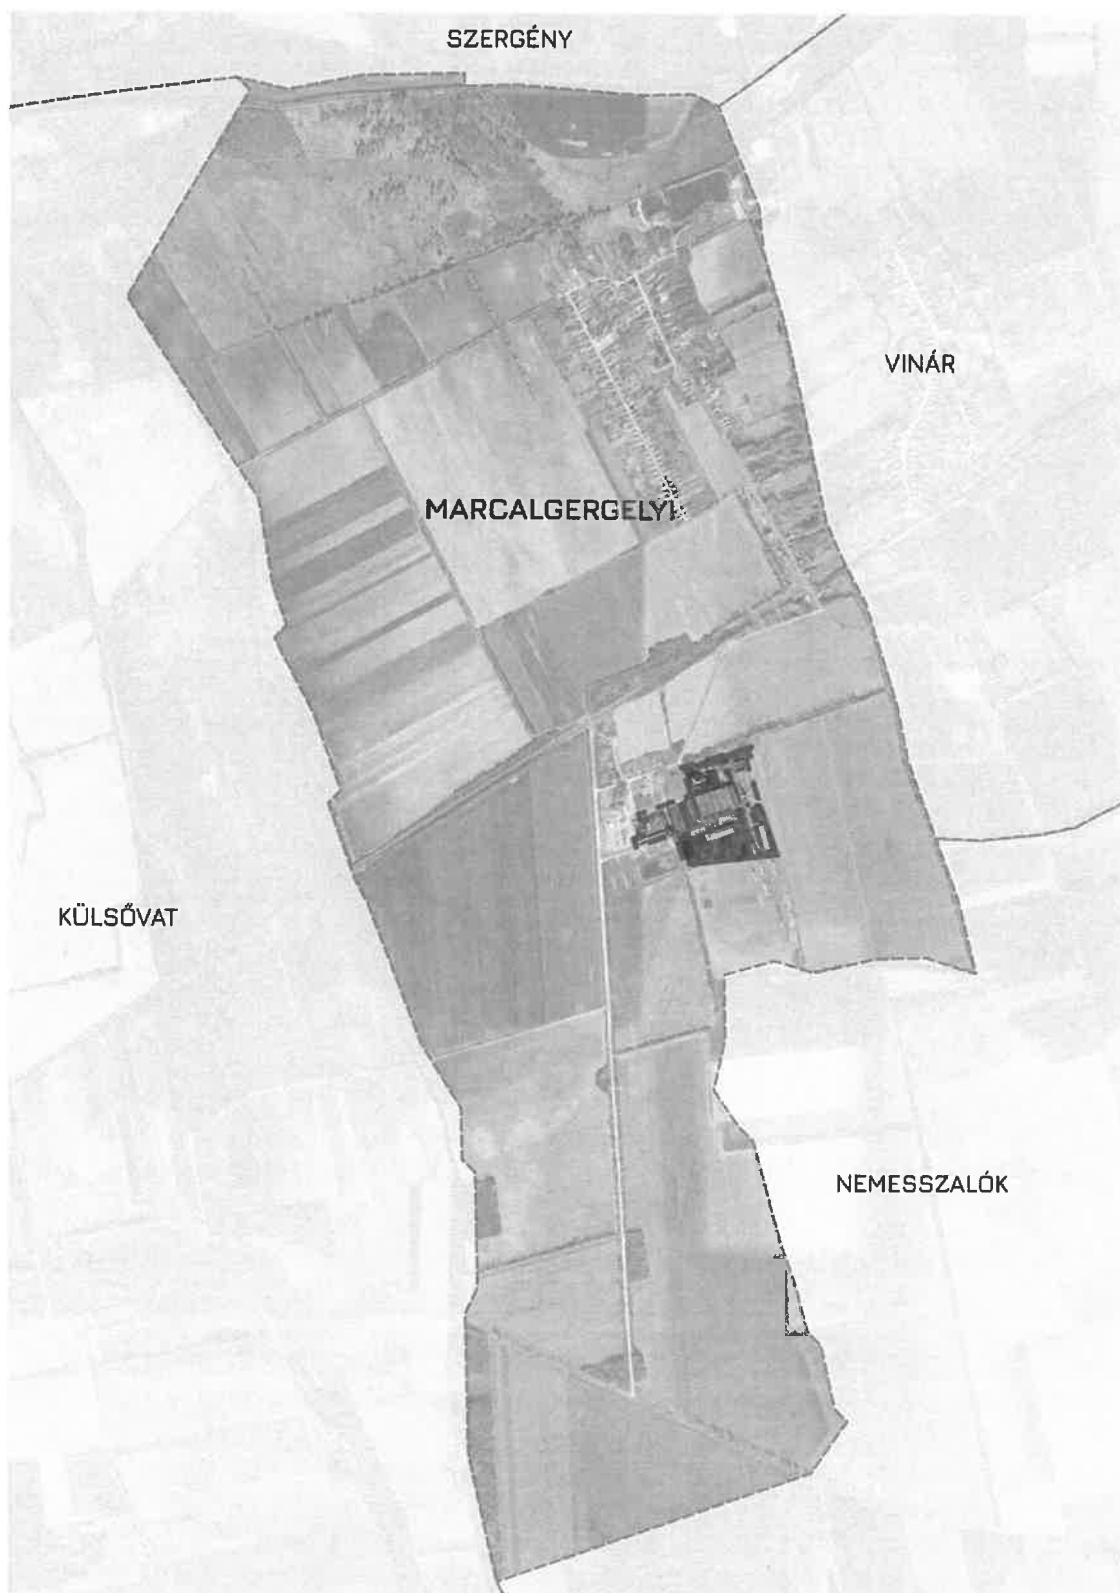 SZERGÉNY
VINÁR
MARCALGERGELYI
KÜLSŐVAT
NEMESSZALÓK